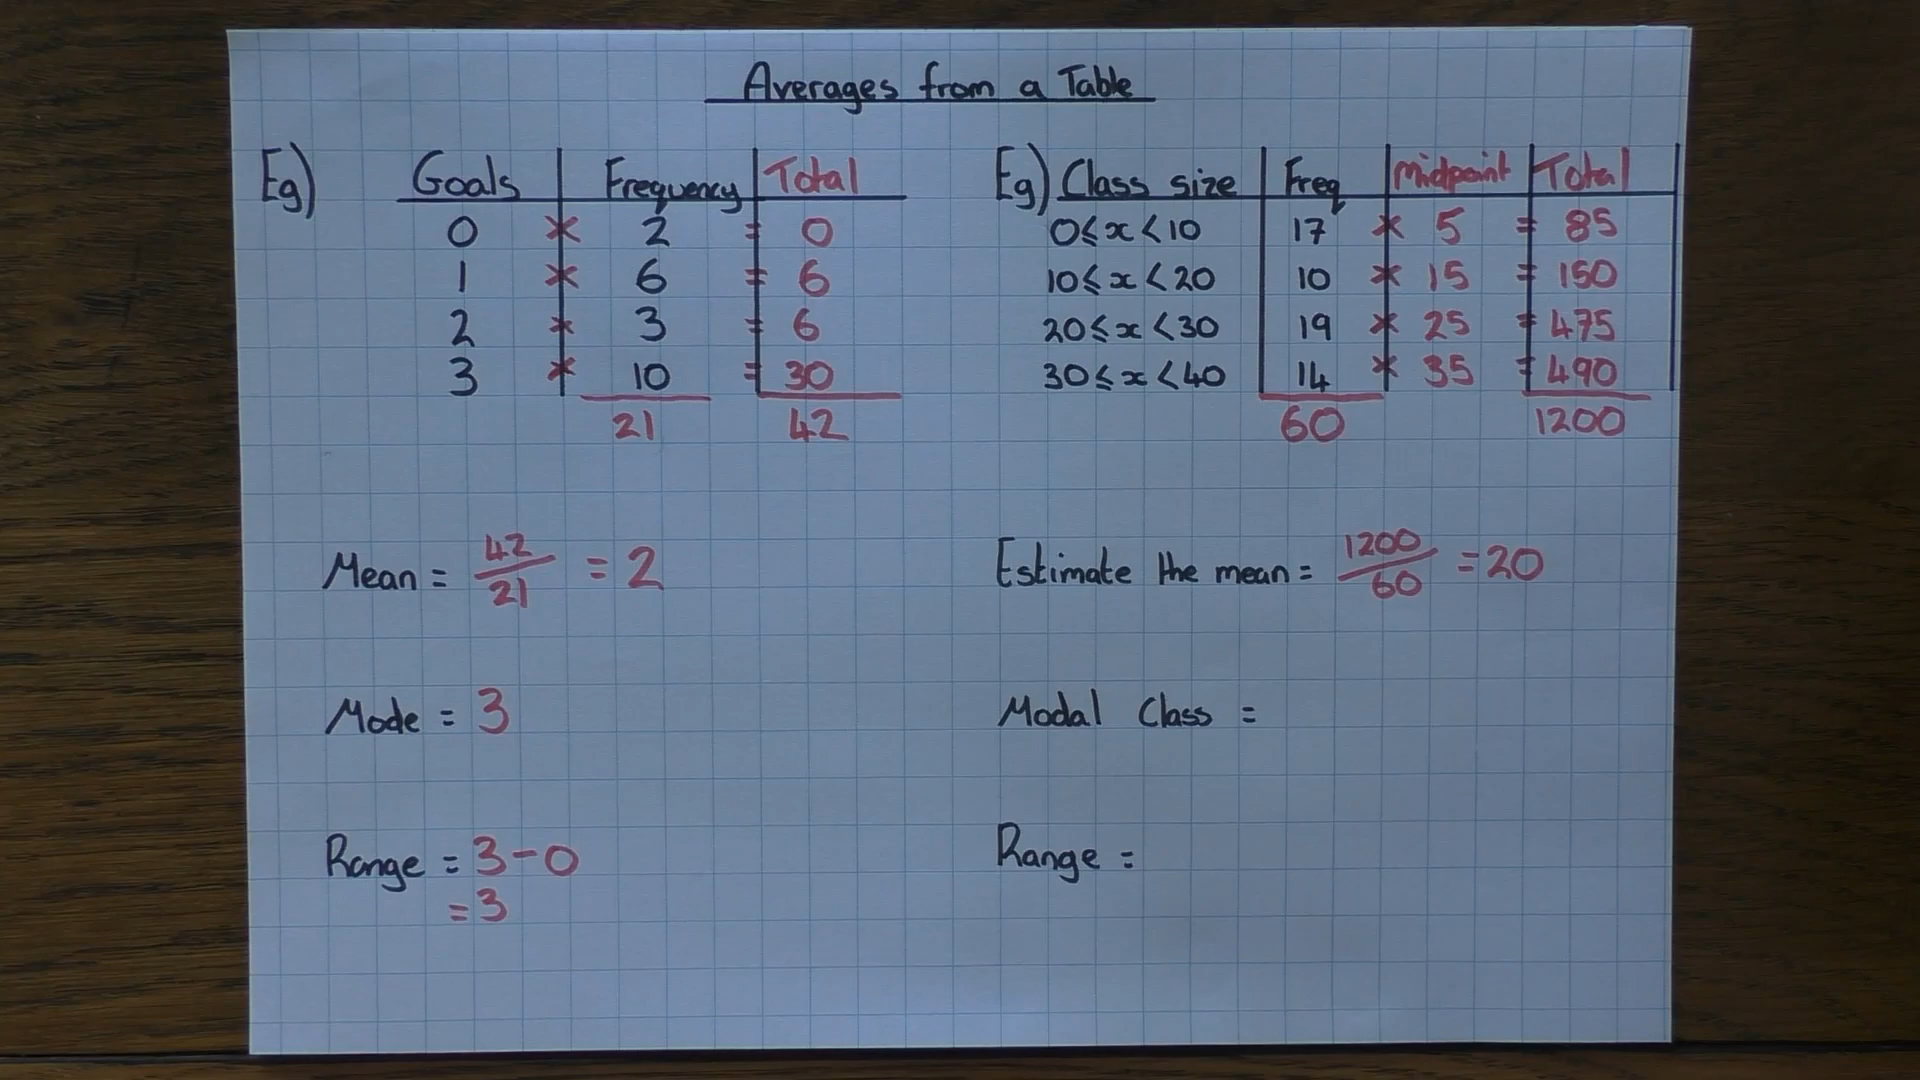 Averages from a Table
Eg) Goals Frequency Total
0 × 2 = 0
1 × 6 = 6
2 × 3 = 6
3 × 10 = 30
21 42
Mean = 42/21 = 2
Mode = 3
Range = 3-0
= 3
Eg) Class size Freq Midpoint Total
0≤x<10 17 × 5 = 85
10≤x<20 10 × 15 = 150
20≤x<30 19 × 25 = 475
30≤x<40 14 × 35 = 490
60 1200
Estimate the mean = 1200/60 = 20
Modal Class =
Range =